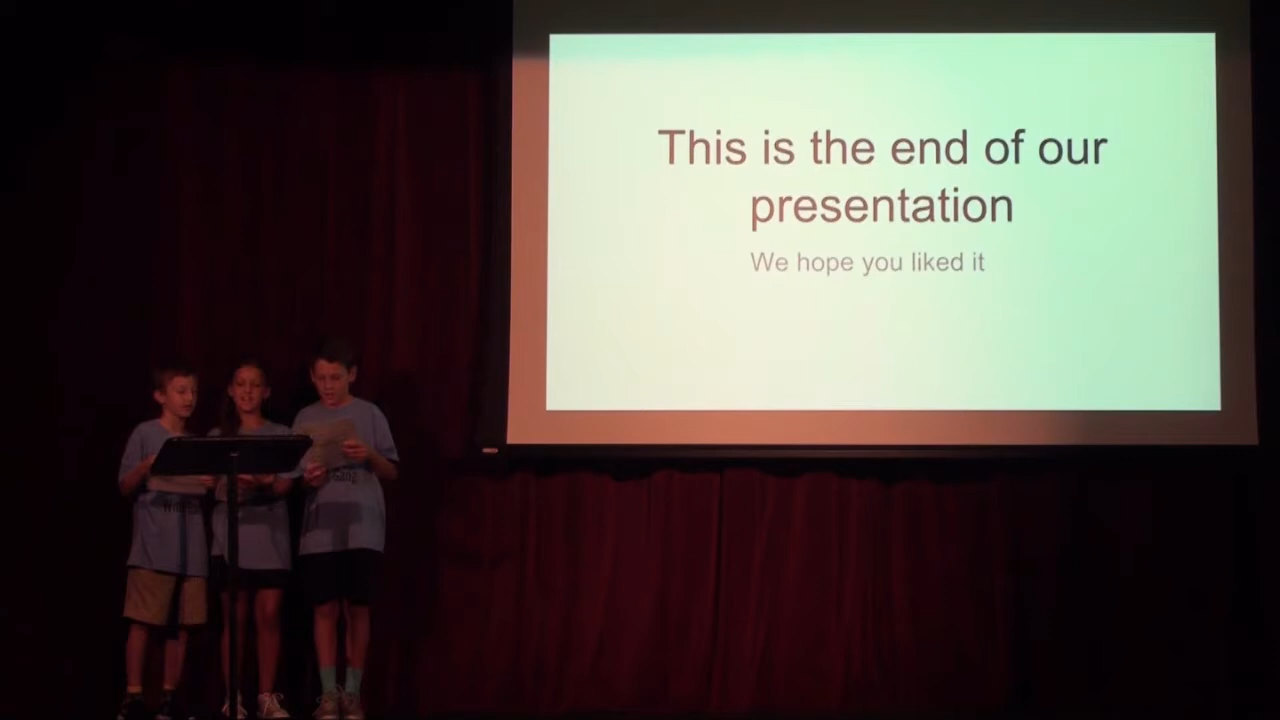 This is the end of our
presentation
We hope you liked it